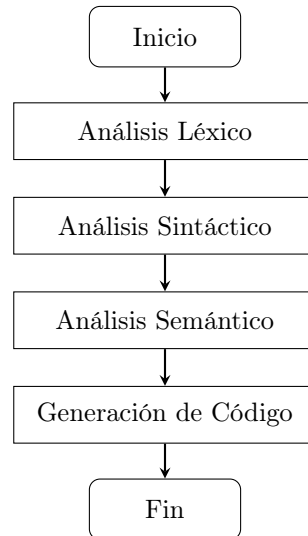 Inicio
Análisis Léxico
Análisis Sintáctico
Análisis Semántico
Generación de Código
Fin